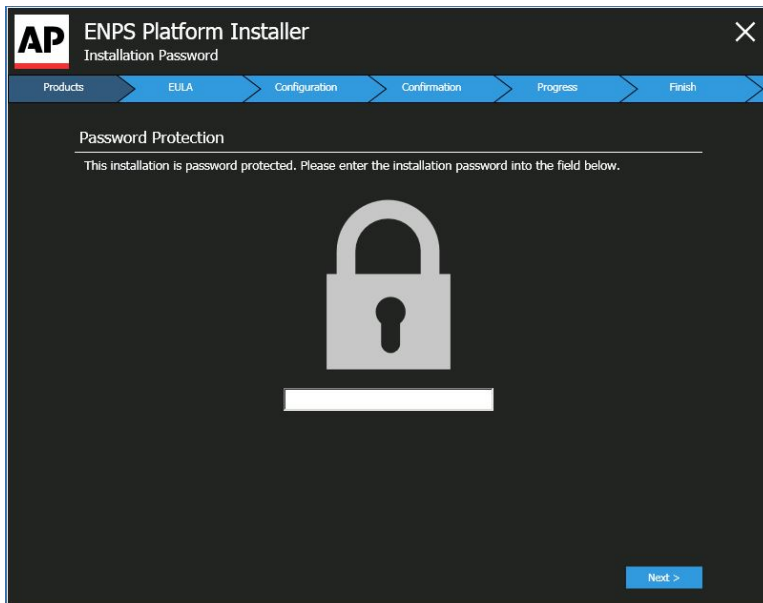 AP
ENPS Platform Installer
Installation Password
Products
EULA
Configuration
Confirmation
Progress
Finish
Password Protection
This installation is password protected. Please enter the installation password into the field below.
Next >